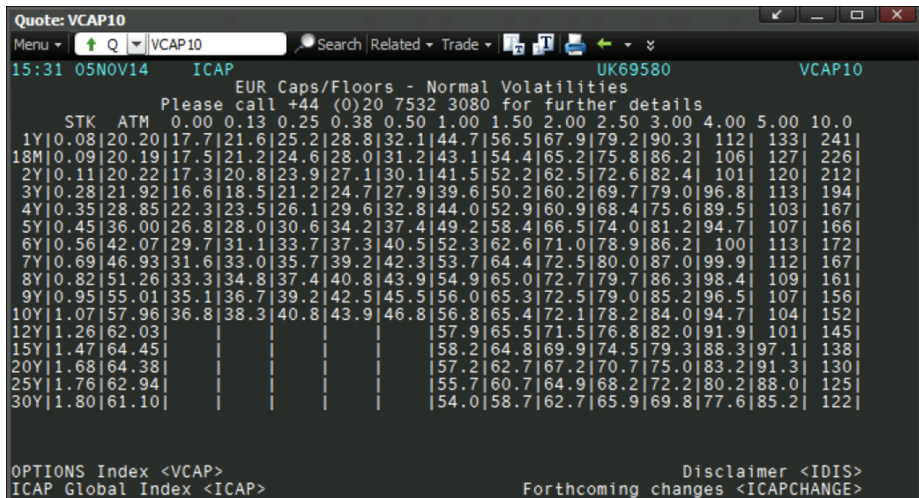 Quote: VCAP10
Menu Q VCAP10 Search Related Trade
15:31 05NOV14 ICAP UK69580 VCAP10
EUR Caps/Floors - Normal Volatilities
Please call +44 (0)20 7532 3080 for further details
STK ATM 0.00 0.13 0.25 0.38 0.50 1.00 1.50 2.00 2.50 3.00 4.00 5.00 10.0
1Y|0.08|20.20|17.7|21.6|25.2|28.8|32.1|44.7|56.5|67.9|79.2|90.3| 112| 133| 241|
18M|0.09|20.19|17.5|21.2|24.6|28.0|31.2|43.1|54.4|65.2|75.8|86.2| 106| 127| 226|
2Y|0.11|20.22|17.3|20.8|23.9|27.1|30.1|41.5|52.2|62.5|72.6|82.4| 101| 120| 212|
3Y|0.28|21.92|16.6|18.5|21.2|24.7|27.9|39.6|50.2|60.2|69.7|79.0|96.8| 113| 194|
4Y|0.35|28.85|22.3|23.5|26.1|29.6|32.8|44.0|52.9|60.9|68.4|75.6|89.5| 103| 167|
5Y|0.45|36.00|26.8|28.0|30.6|34.2|37.4|49.2|58.4|66.5|74.0|81.2|94.7| 107| 166|
6Y|0.56|42.07|29.7|31.1|33.7|37.3|40.5|52.3|62.6|71.0|78.9|86.2| 100| 113| 172|
7Y|0.69|46.93|31.6|33.0|35.7|39.2|42.3|53.7|64.4|72.5|80.0|87.0|99.9| 112| 167|
8Y|0.82|51.26|33.3|34.8|37.4|40.8|43.9|54.9|65.0|72.7|79.7|86.3|98.4| 109| 161|
9Y|0.95|55.01|35.1|36.7|39.2|42.5|45.5|56.0|65.3|72.5|79.0|85.2|96.5| 107| 156|
10Y|1.07|57.96|36.8|38.3|40.8|43.9|46.8|56.8|65.4|72.1|78.2|84.0|94.7| 104| 152|
12Y|1.26|62.03| | | | | |57.9|65.5|71.5|76.8|82.0|91.9| 101| 145|
15Y|1.47|64.45| | | | | |58.2|64.8|69.9|74.5|79.3|88.3|97.1| 138|
20Y|1.68|64.38| | | | | |57.2|62.7|67.2|70.7|75.0|83.2|91.3| 130|
25Y|1.76|62.94| | | | | |55.7|60.7|64.9|68.2|72.2|80.2|88.0| 125|
30Y|1.80|61.10| | | | | |54.0|58.7|62.7|65.9|69.8|77.6|85.2| 122|
OPTIONS Index <VCAP> Disclaimer <IDIS>
ICAP Global Index <ICAP> Forthcoming changes <ICAPCHANGE>